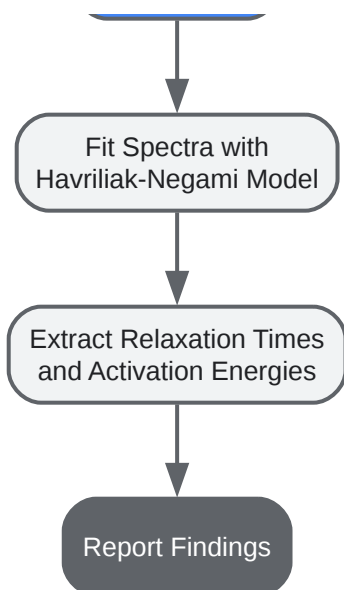 Fit Spectra with
Havriliak-Negami Model
Extract Relaxation Times
and Activation Energies
Report Findings